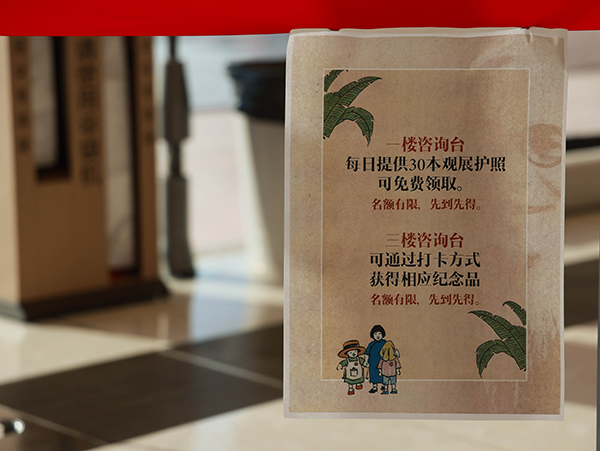 一楼咨询台
每日提供30本观展护照
可免费领取。
名额有限，先到先得。
三楼咨询台
可通过打卡方式
获得相应纪念品
名额有限，先到先得。